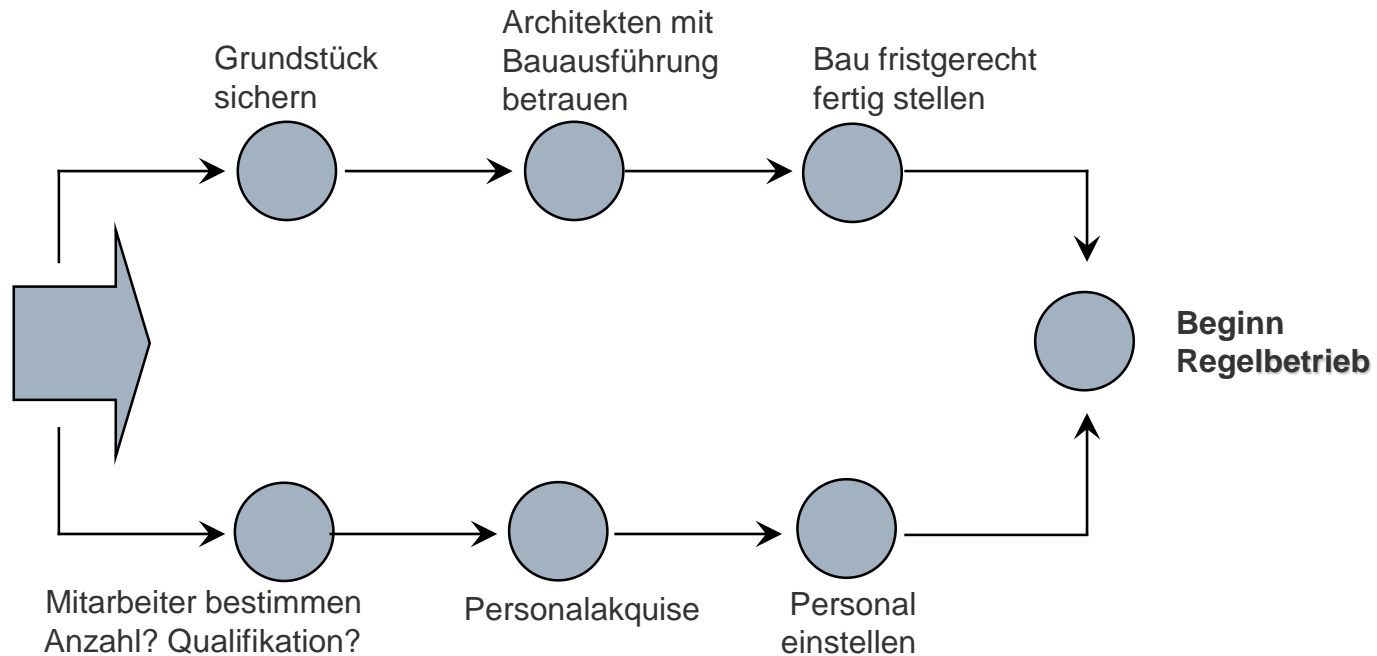 Grundstück
sichern
Architekten mit
Bauausführung
betrauen
Bau fristgerecht
fertig stellen
Beginn
Regelbetrieb
Mitarbeiter bestimmen
Anzahl? Qualifikation?
Personalakquise
Personal
einstellen